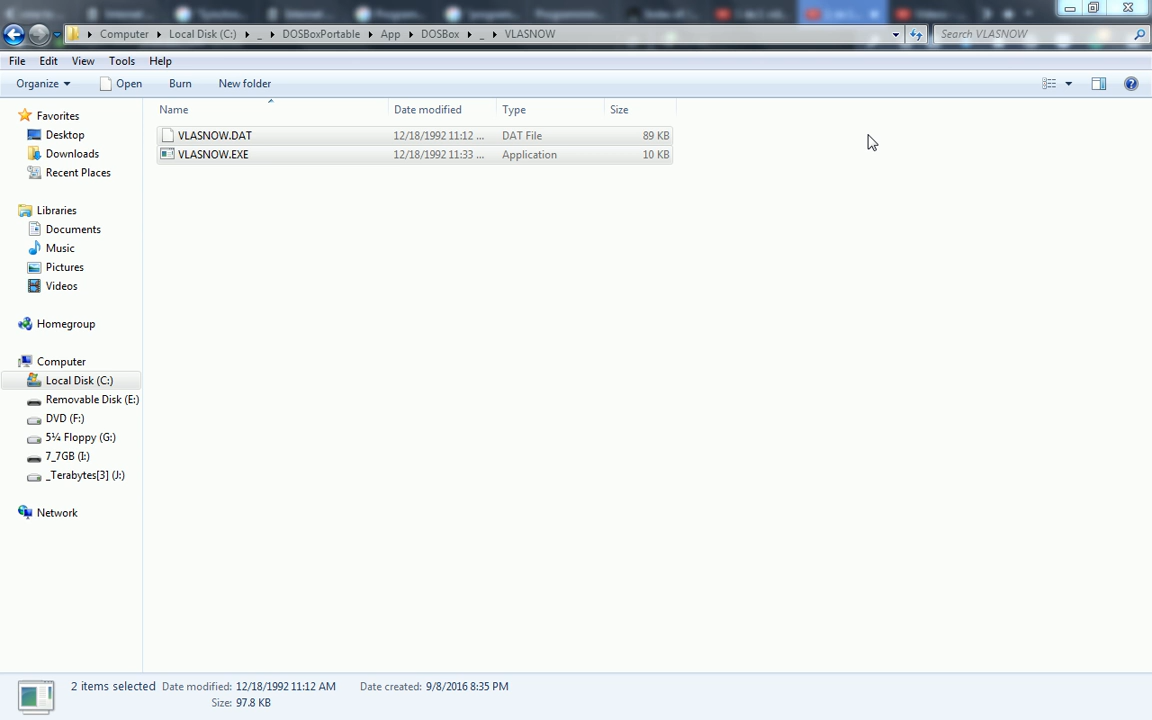 Computer Local Disk (C:) _ DOSBoxPortable App DOSBox _ VLASNOW Search VLASNOW
File Edit View Tools Help
Organize Open Burn New folder
Name Date modified Type Size
VLASNOW.DAT 12/18/1992 11:12 ... DAT File 89 KB
VLASNOW.EXE 12/18/1992 11:33 ... Application 10 KB
Favorites
Desktop
Downloads
Recent Places
Libraries
Documents
Music
Pictures
Videos
Homegroup
Computer
Local Disk (C:)
Removable Disk (E:)
DVD (F:)
5¼ Floppy (G:)
7_7GB (I:)
_Terabytes[3] (J:)
Network
2 items selected Date modified: 12/18/1992 11:12 AM Date created: 9/8/2016 8:35 PM
Size: 97.8 KB